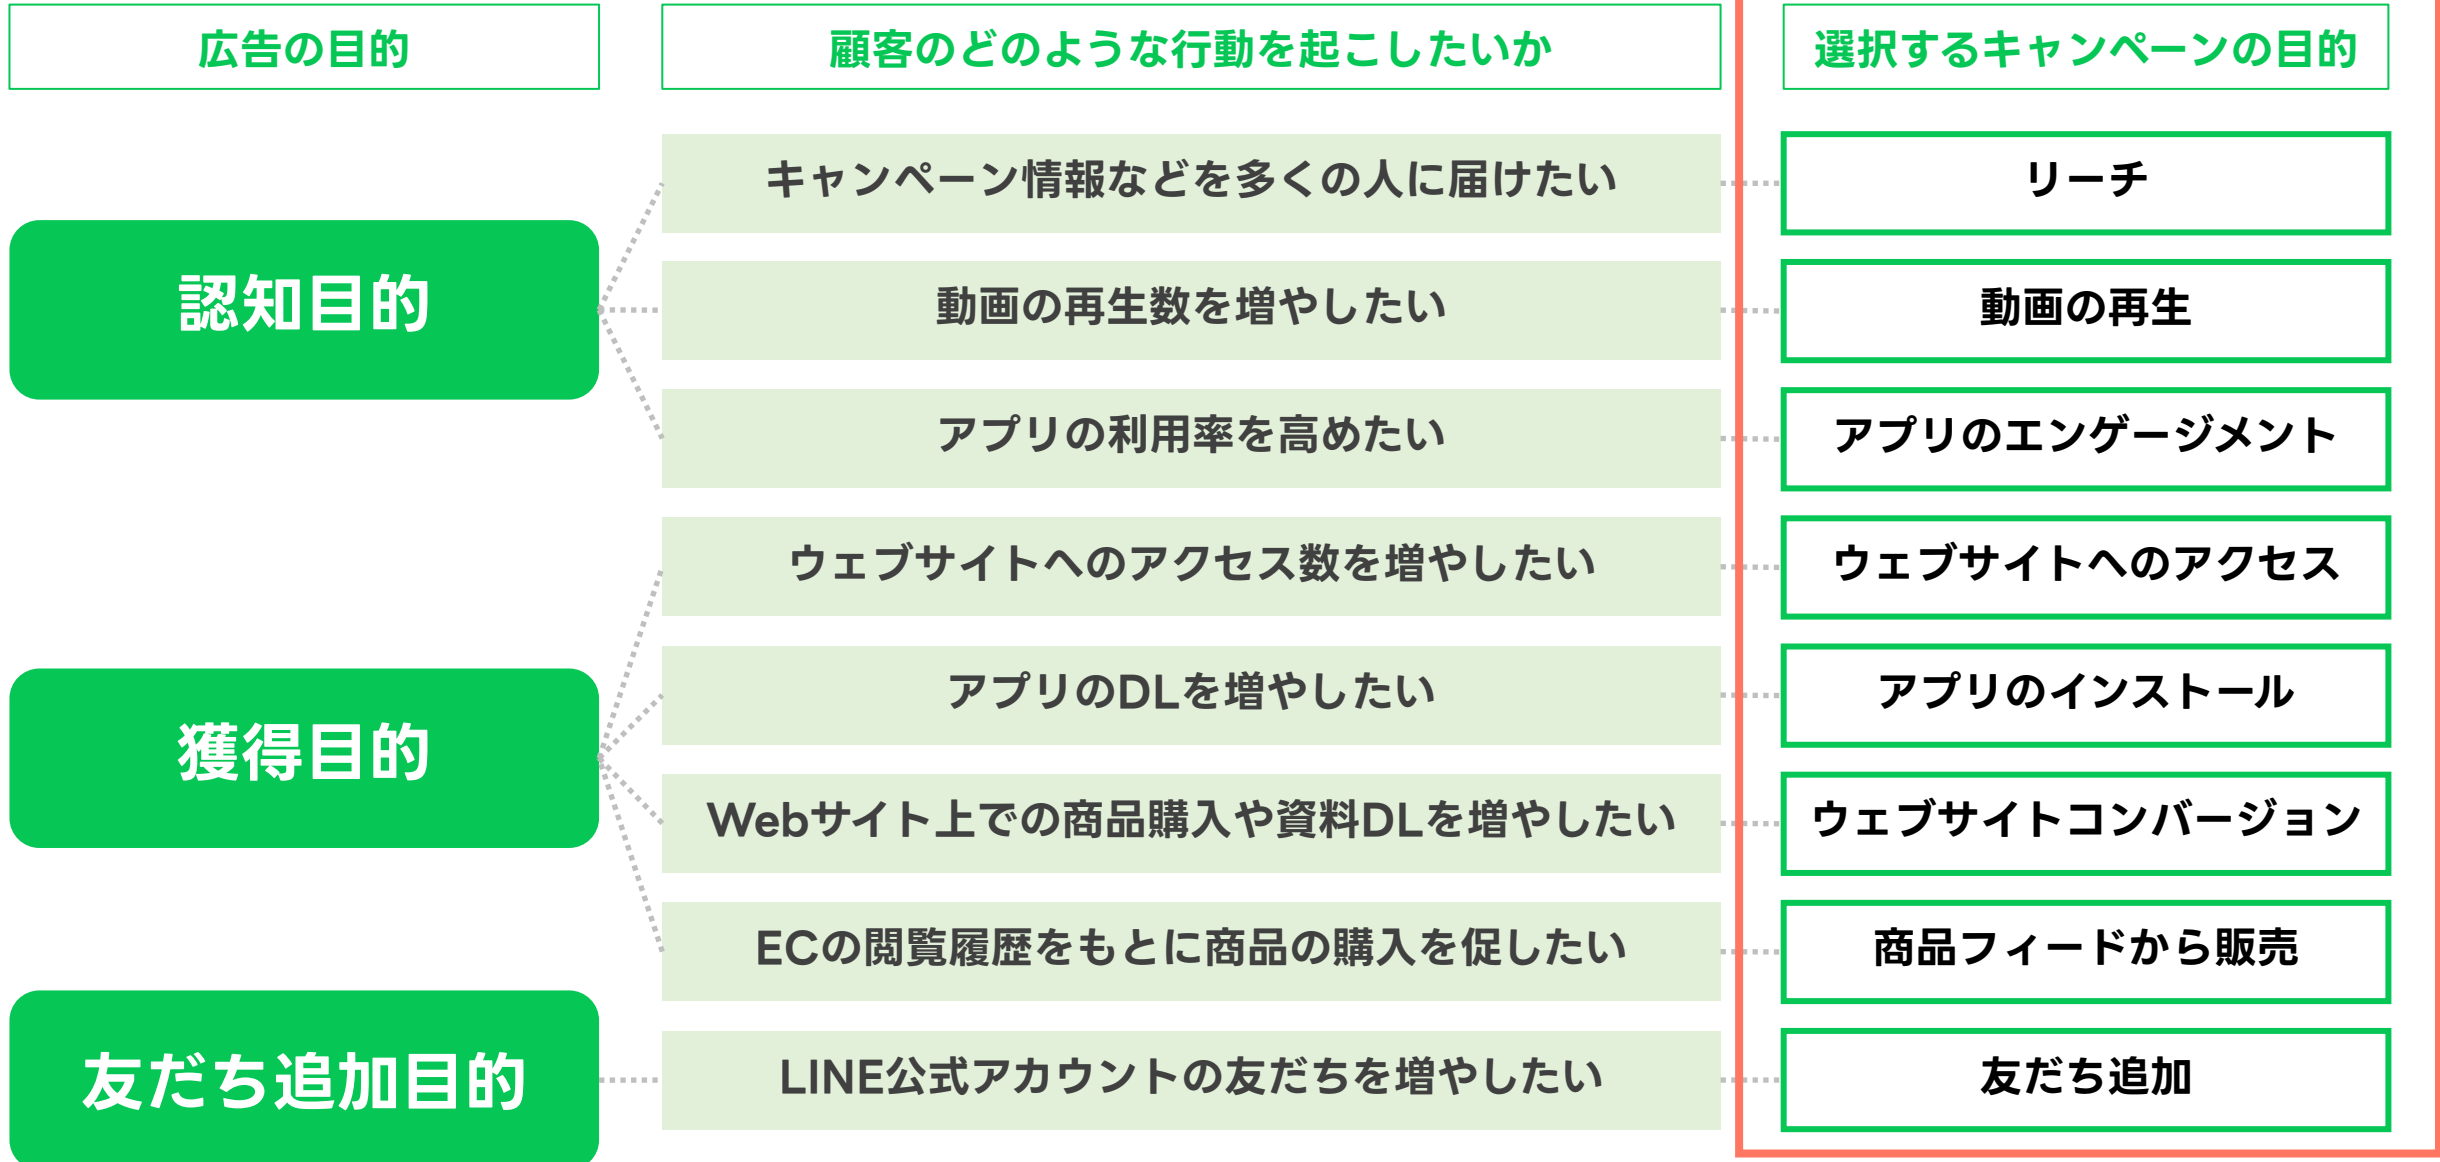 広告の目的
顧客のどのような行動を起こしたいか
選択するキャンペーンの目的
認知目的
キャンペーン情報などを多くの人に届けたい
リーチ
動画の再生数を増やしたい
動画の再生
アプリの利用率を高めたい
アプリのエンゲージメント
獲得目的
ウェブサイトへのアクセス数を増やしたい
ウェブサイトへのアクセス
アプリのDLを増やしたい
アプリのインストール
Webサイト上での商品購入や資料DLを増やしたい
ウェブサイトコンバージョン
ECの閲覧履歴をもとに商品の購入を促したい
商品フィードから販売
友だち追加目的
LINE公式アカウントの友だちを増やしたい
友だち追加